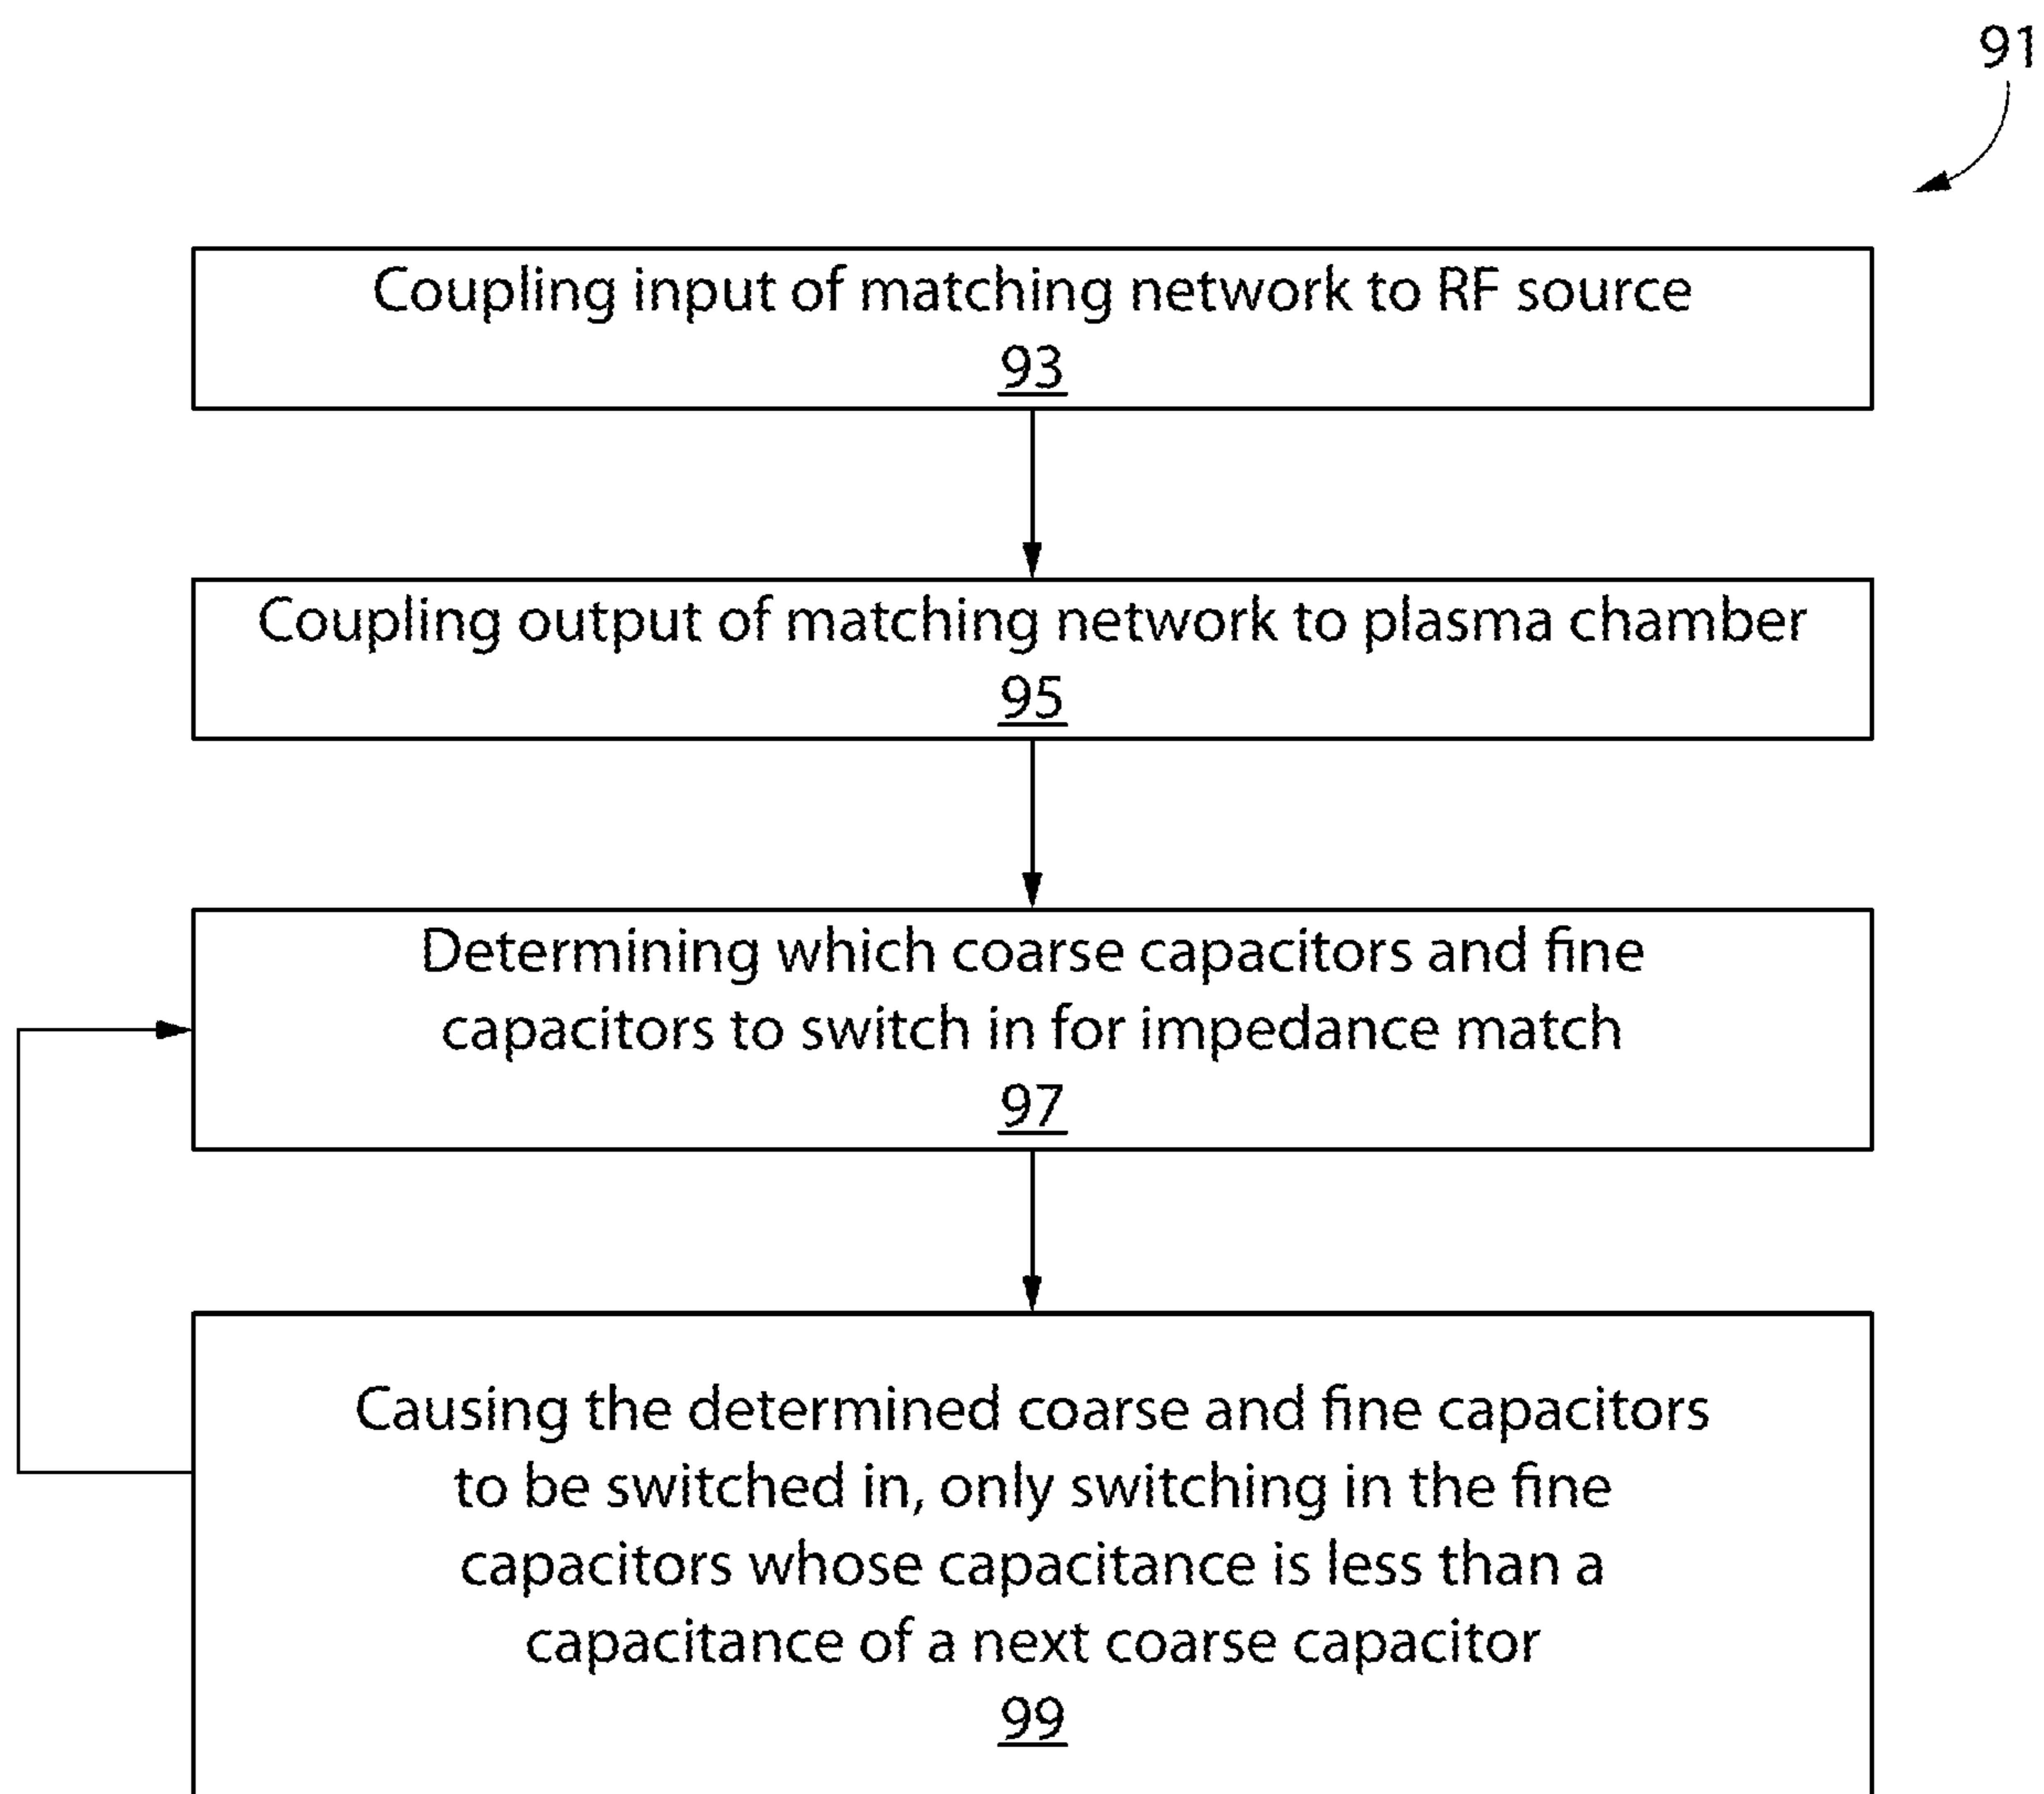 91
Coupling input of matching network to RF source
93
Coupling output of matching network to plasma chamber
95
Determining which coarse capacitors and fine
capacitors to switch in for impedance match
97
Causing the determined coarse and fine capacitors
to be switched in, only switching in the fine
capacitors whose capacitance is less than a
capacitance of a next coarse capacitor
99